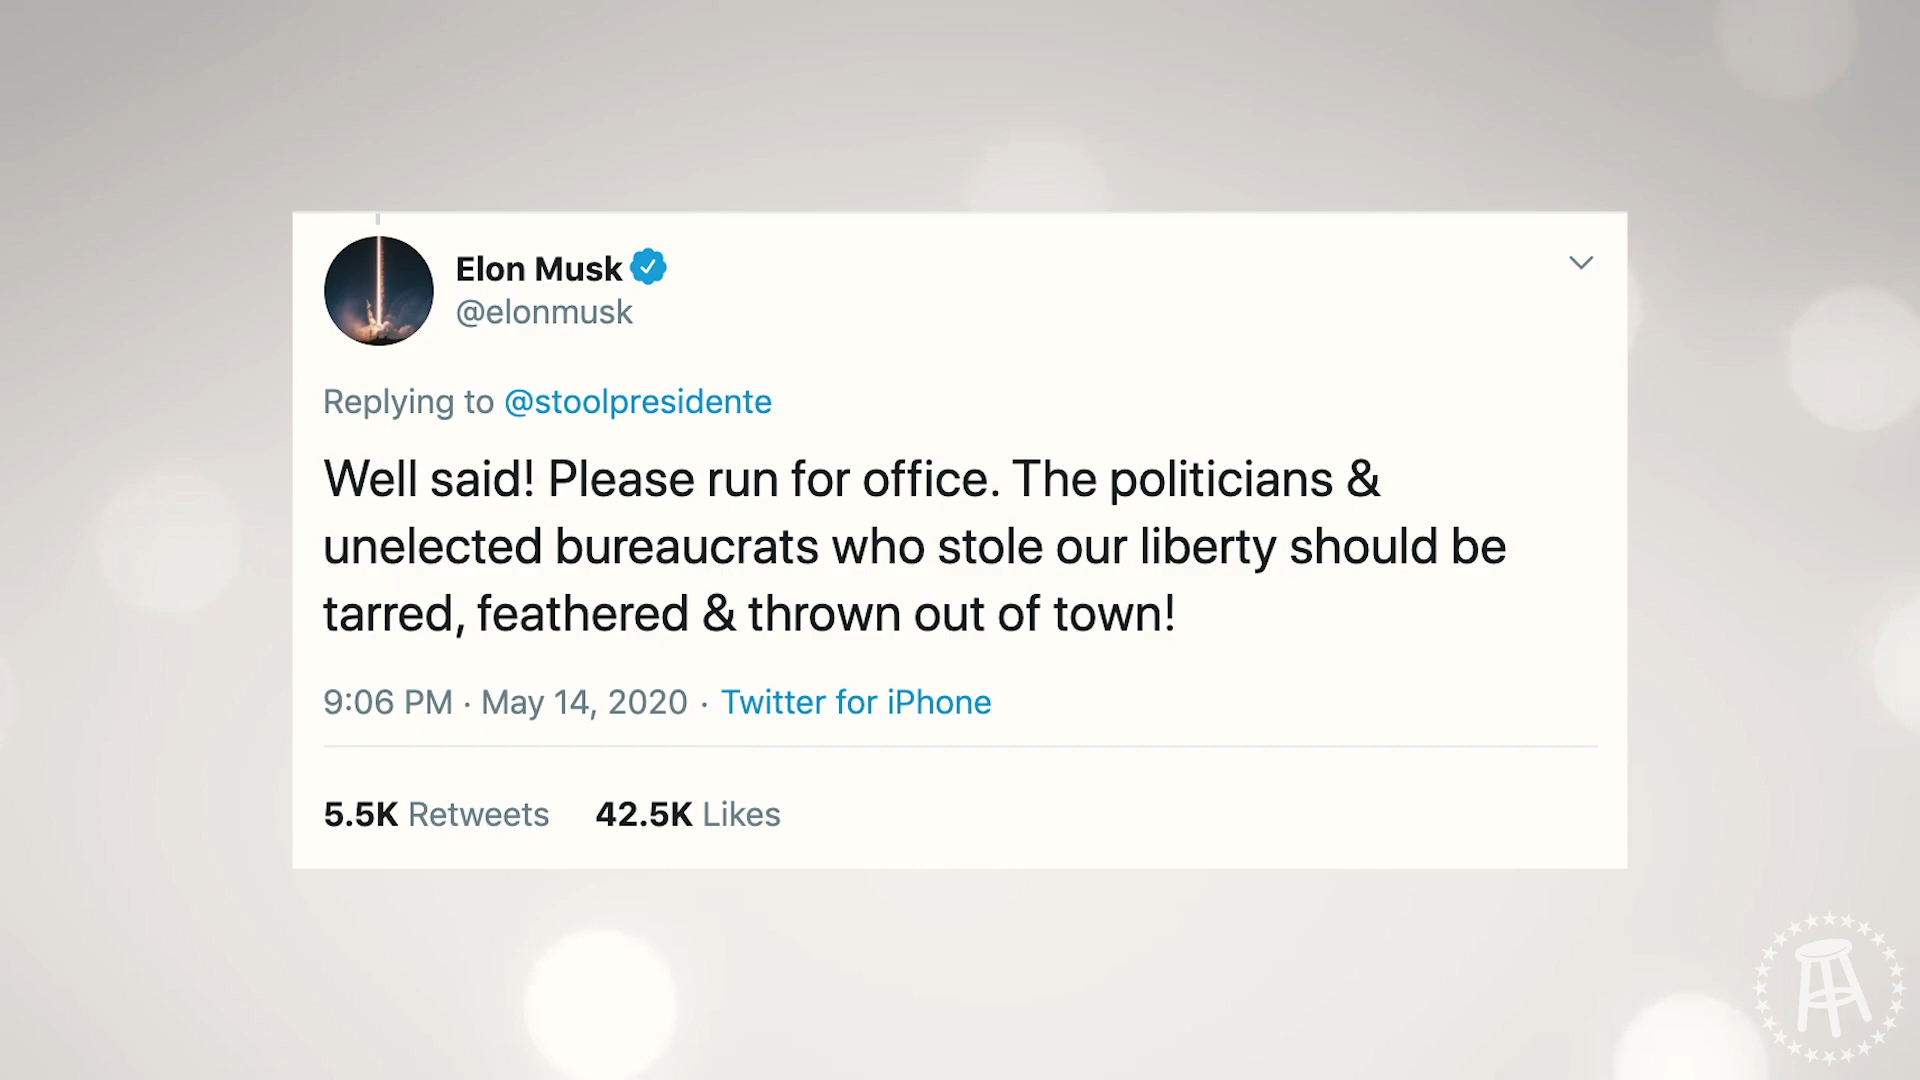 Elon Musk
@elonmusk
Replying to @stoolpresidente
Well said! Please run for office. The politicians &
unelected bureaucrats who stole our liberty should be
tarred, feathered & thrown out of town!
9:06 PM · May 14, 2020 · Twitter for iPhone
5.5K Retweets 42.5K Likes